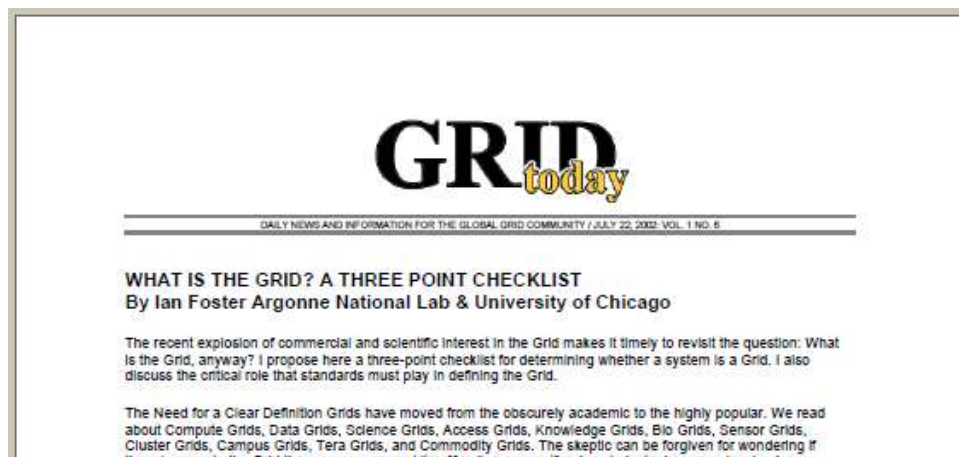 GRID
today
DAILY NEWS AND INFORMATION FOR THE GLOBAL GRID COMMUNITY / JULY 22, 2002: VOL. 1 NO. 6
WHAT IS THE GRID? A THREE POINT CHECKLIST
By Ian Foster Argonne National Lab & University of Chicago
The recent explosion of commercial and scientific interest in the Grid makes it timely to revisit the question: What
is the Grid, anyway? I propose here a three-point checklist for determining whether a system is a Grid. I also
discuss the critical role that standards must play in defining the Grid.
The Need for a Clear Definition Grids have moved from the obscurely academic to the highly popular. We read
about Compute Grids, Data Grids, Science Grids, Access Grids, Knowledge Grids, Bio Grids, Sensor Grids,
Cluster Grids, Campus Grids, Tera Grids, and Commodity Grids. The skeptic can be forgiven for wondering if